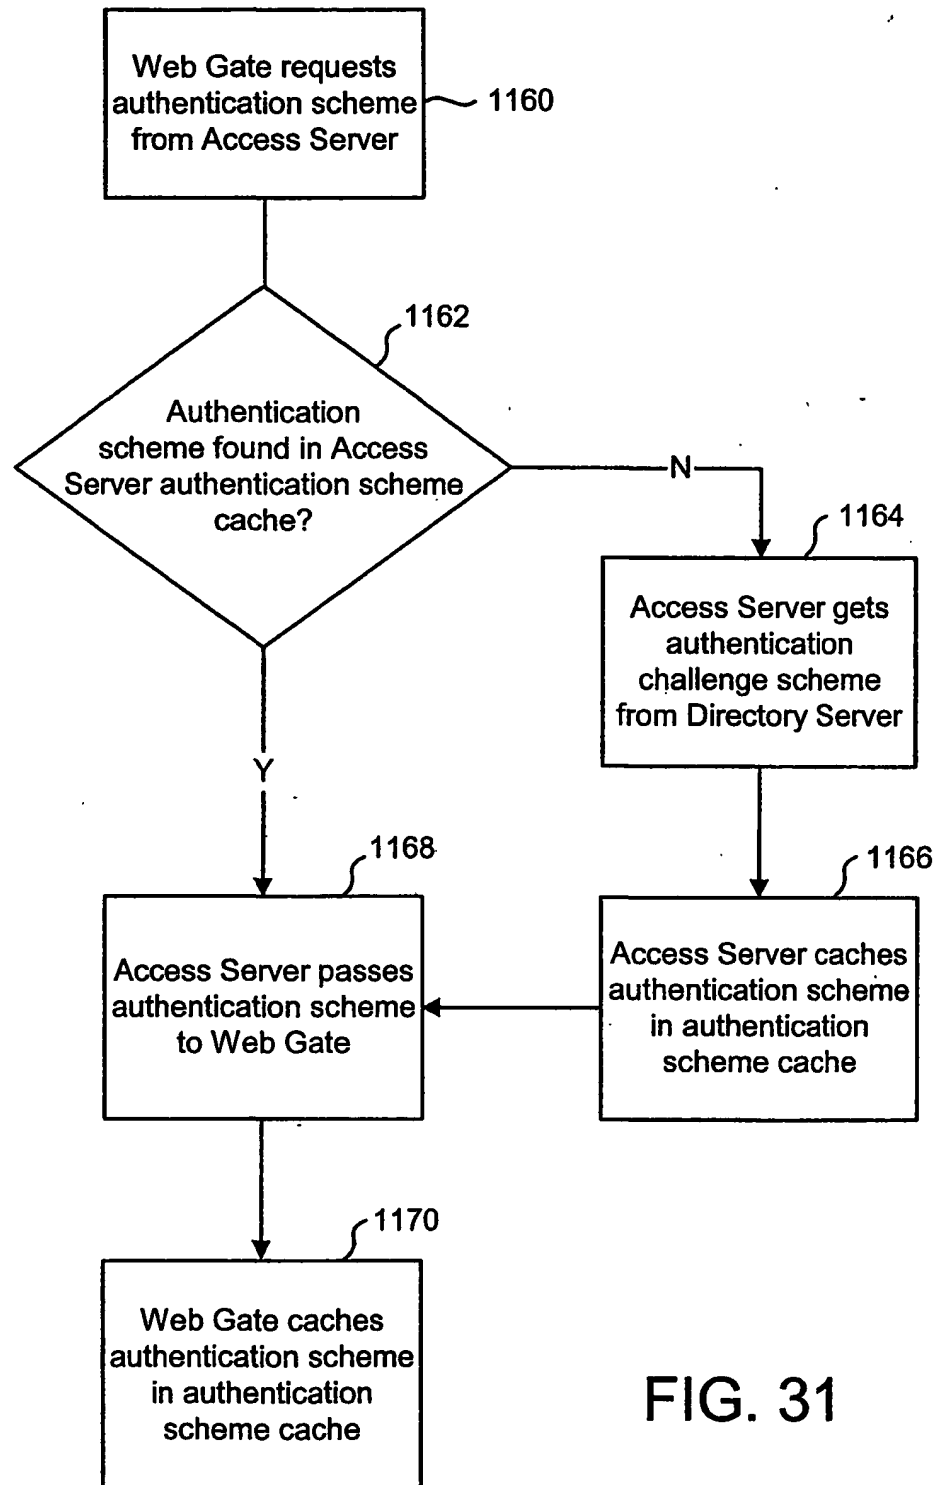 Web Gate requests
authentication scheme
from Access Server
1160
1162
Authentication
scheme found in Access
Server authentication scheme
cache?
N
1164
Access Server gets
authentication
challenge scheme
from Directory Server
Y
1168
Access Server passes
authentication scheme
to Web Gate
1166
Access Server caches
authentication scheme
in authentication
scheme cache
1170
Web Gate caches
authentication scheme
in authentication
scheme cache
FIG. 31